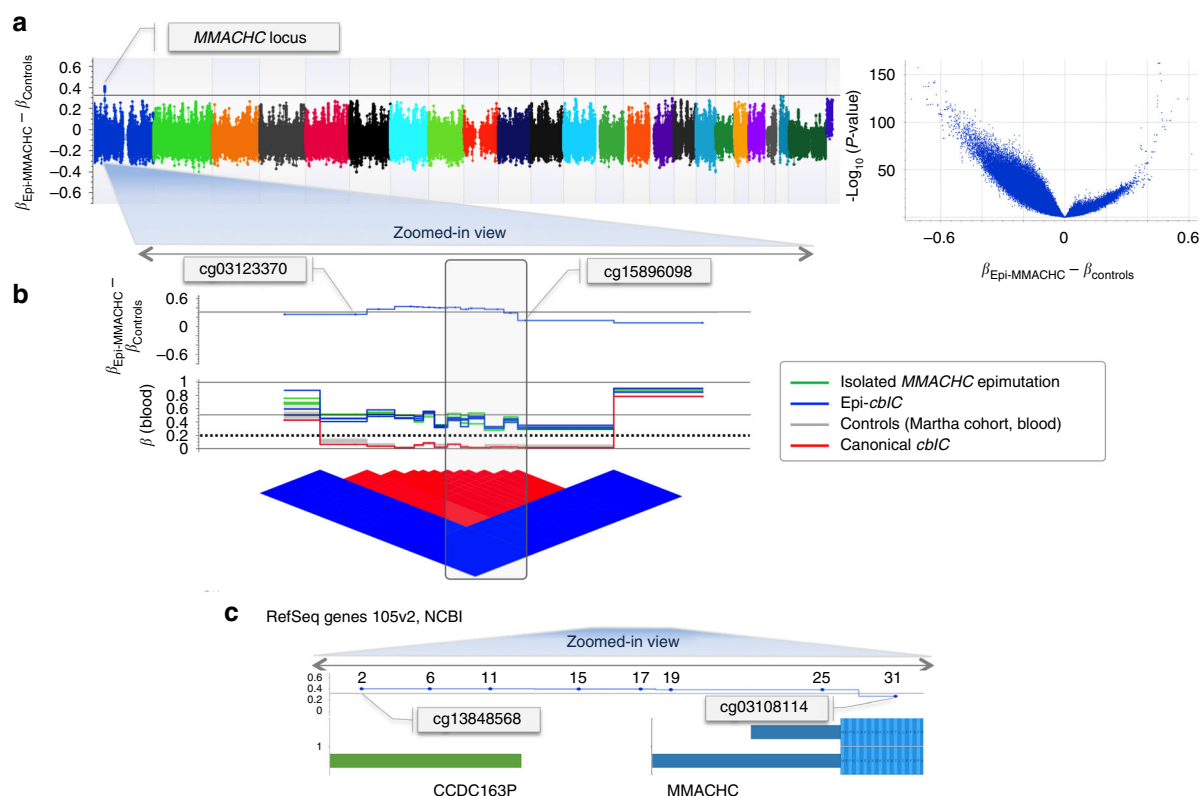 a
MMACHC locus
βEpi-MMACHC − βControls
0.6
0.4
0.2
0
−0.2
−0.4
−0.6
-Log10 (P-value)
150
100
50
−0.6
0
0.6
βEpi-MMACHC − βcontrols
Zoomed-in view
cg03123370
cg15896098
b
βEpi-MMACHC −
βControls
0.6
0
−0.6
β (blood)
1
0.8
0.6
0.4
0.2
0
Isolated MMACHC epimutation
Epi-cblC
Controls (Martha cohort, blood)
Canonical cblC
c
RefSeq genes 105v2, NCBI
Zoomed-in view
0.6
0.4
0.2
0
2 6 11 15 17 19 25 31
cg13848568
cg03108114
1
CCDC163P
MMACHC